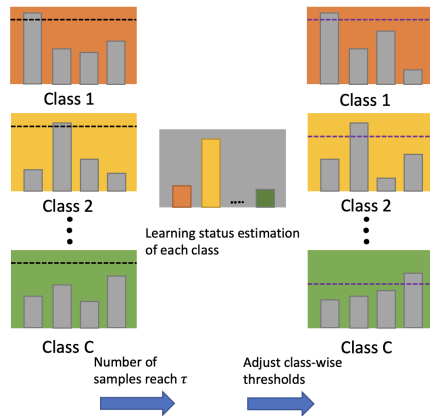 Class 1
Class 1
Class 2
Class 2
....
Learning status estimation
of each class
Class C
Class C
Number of
samples reach τ
Adjust class-wise
thresholds